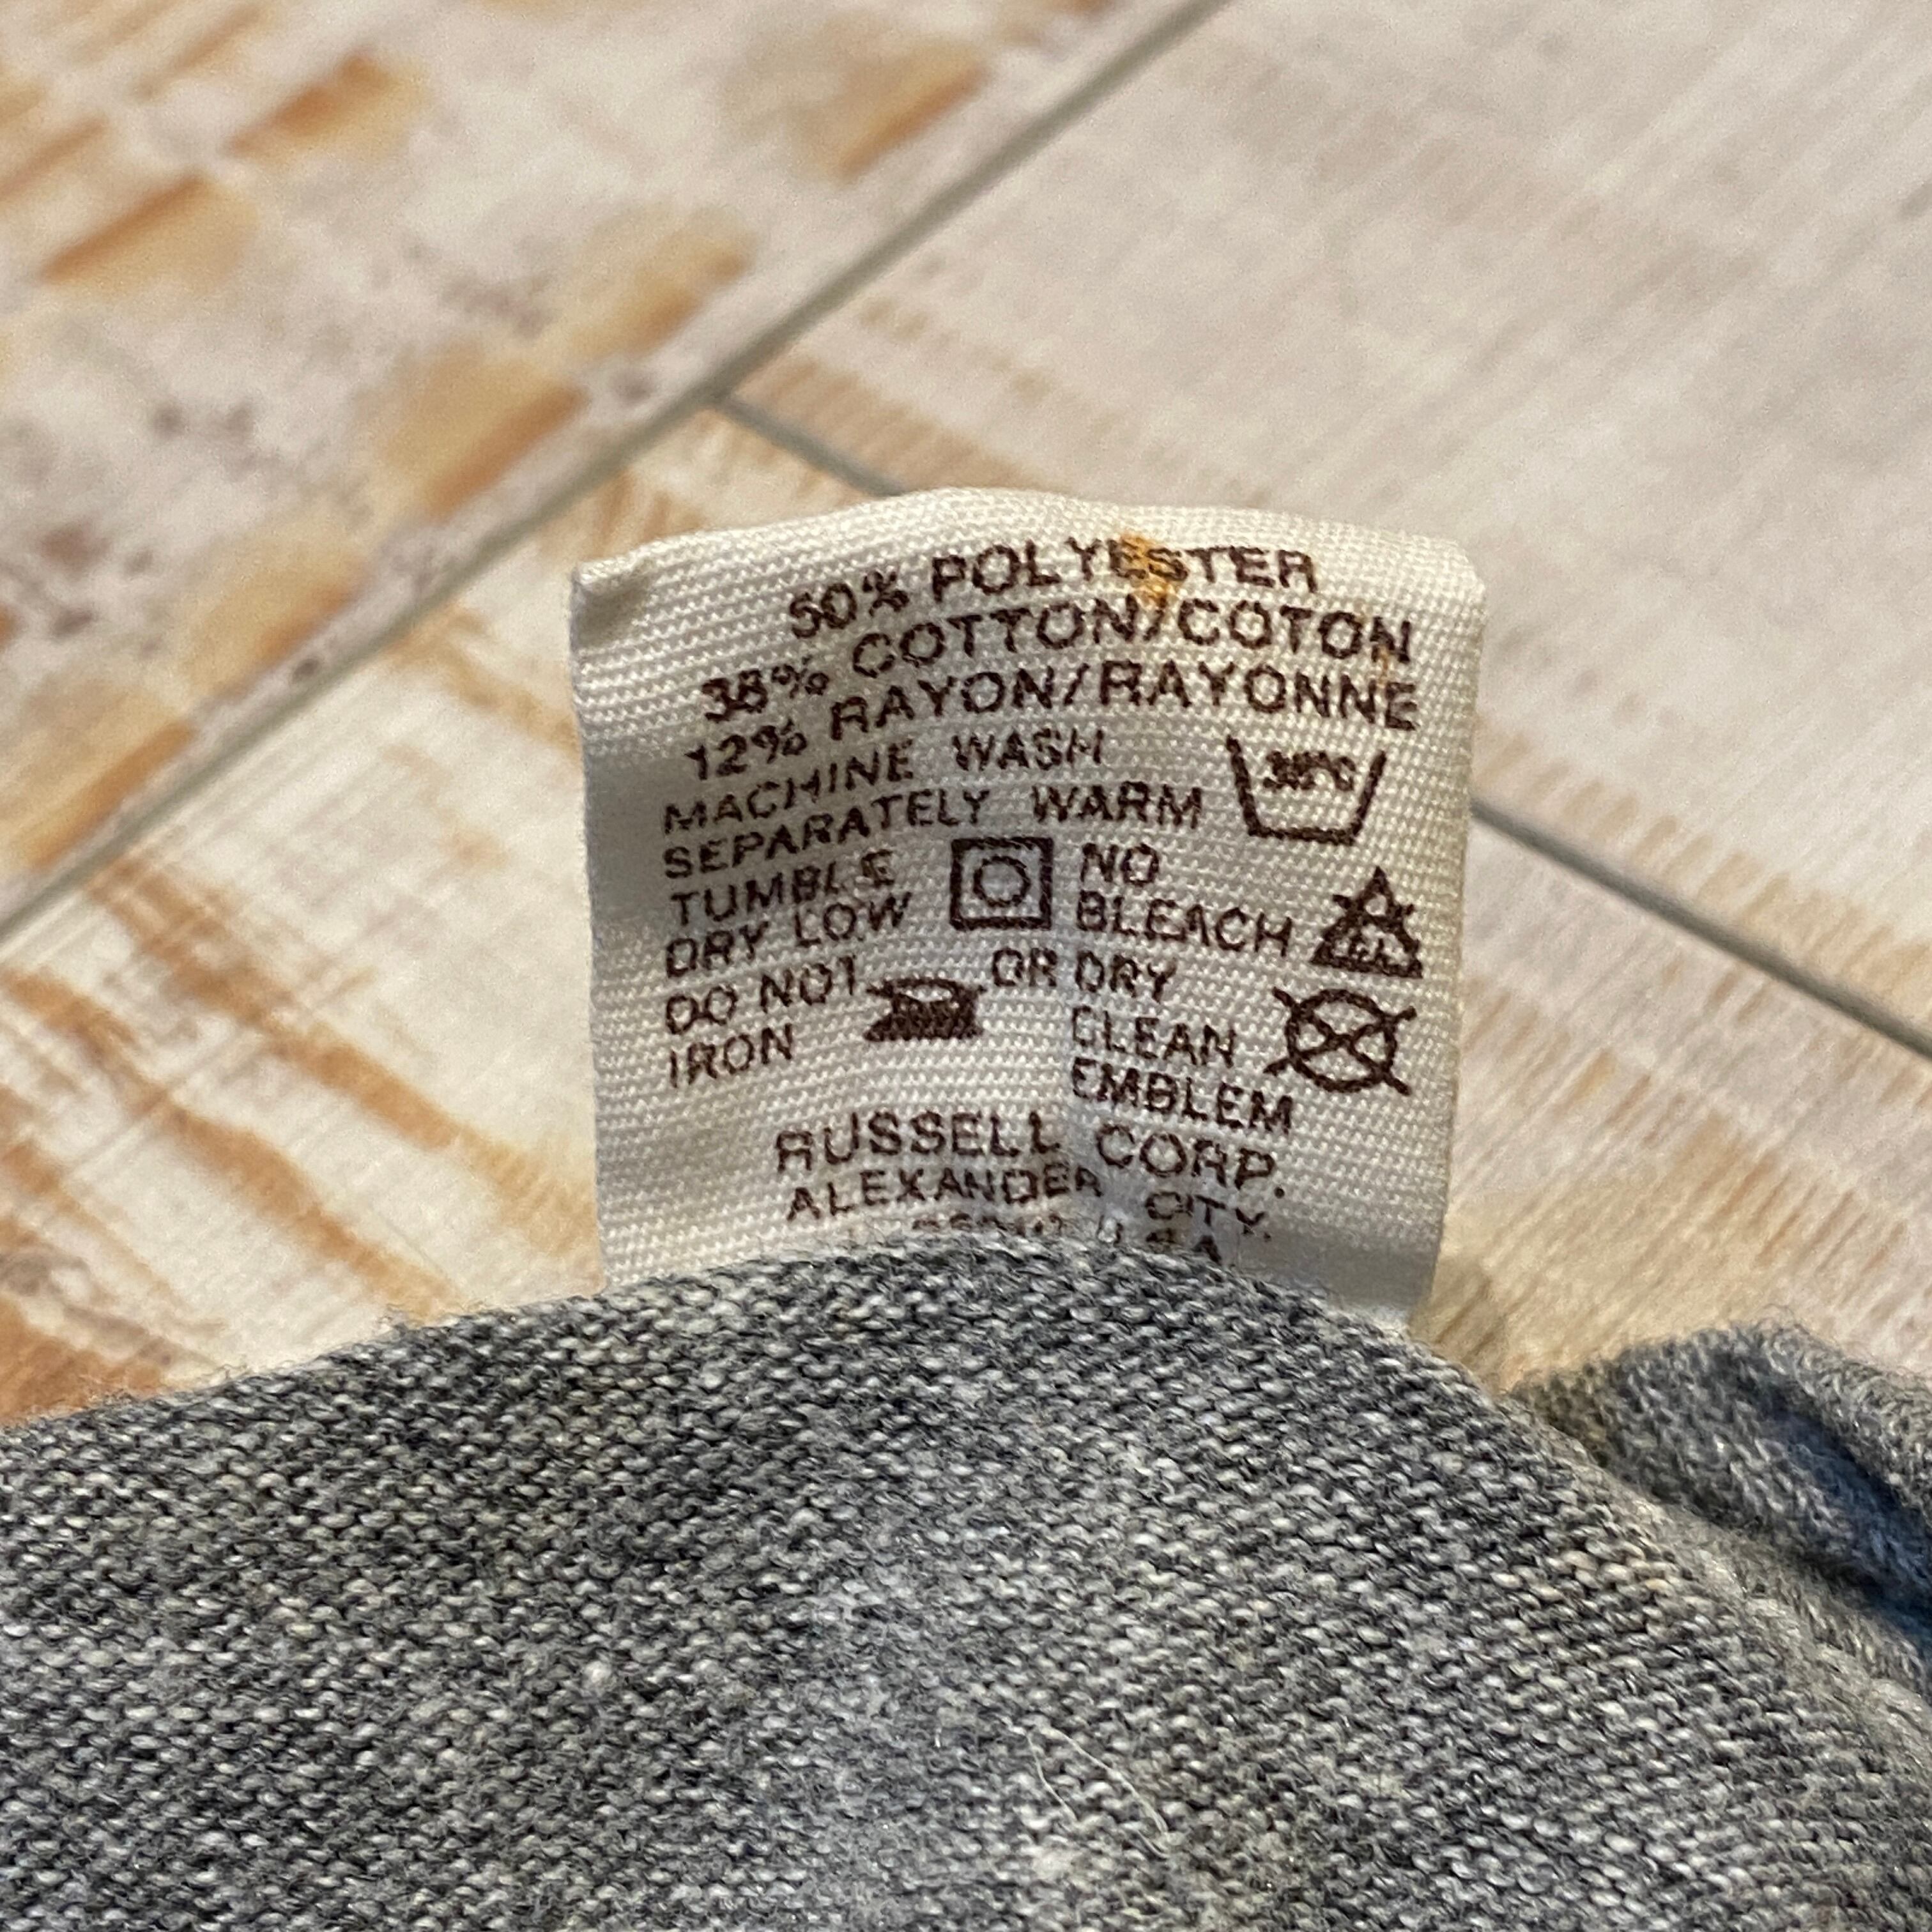 50% POLYESTER
38% COTTON/COTON
12% RAYON/RAYONNE
MACHINE WASH
SEPARATELY WARM
TUMBLE
DRY LOW
NO
BLEACH
DO NOT
IRON
OR DRY
CLEAN
EMBLEM
RUSSELL CORP.
ALEXANDER CITY,